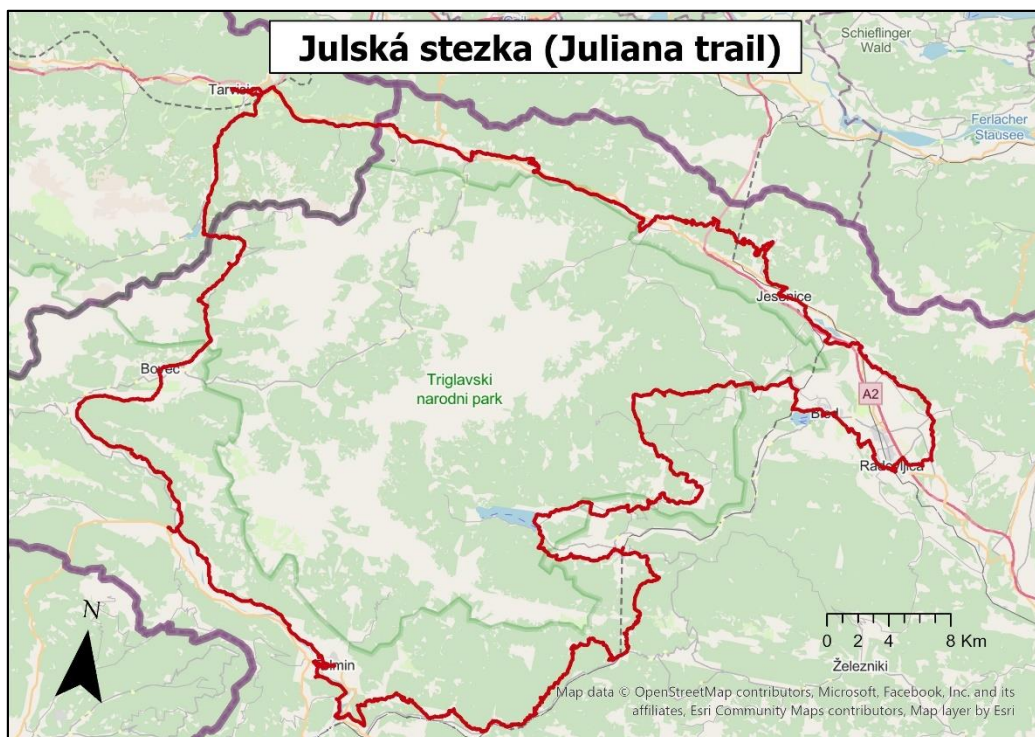 Julská stezka (Juliana trail)
Schieflinger
Wald
Tarvisio
Ferlacher
Stausee
Jesenice
Bovec
Triglavski
narodni park
A2
Bled
Radovljica
N
0 2 4 8 Km
Tolmin
Železniki
Map data © OpenStreetMap contributors, Microsoft, Facebook, Inc. and its
affiliates, Esri Community Maps contributors, Map layer by Esri